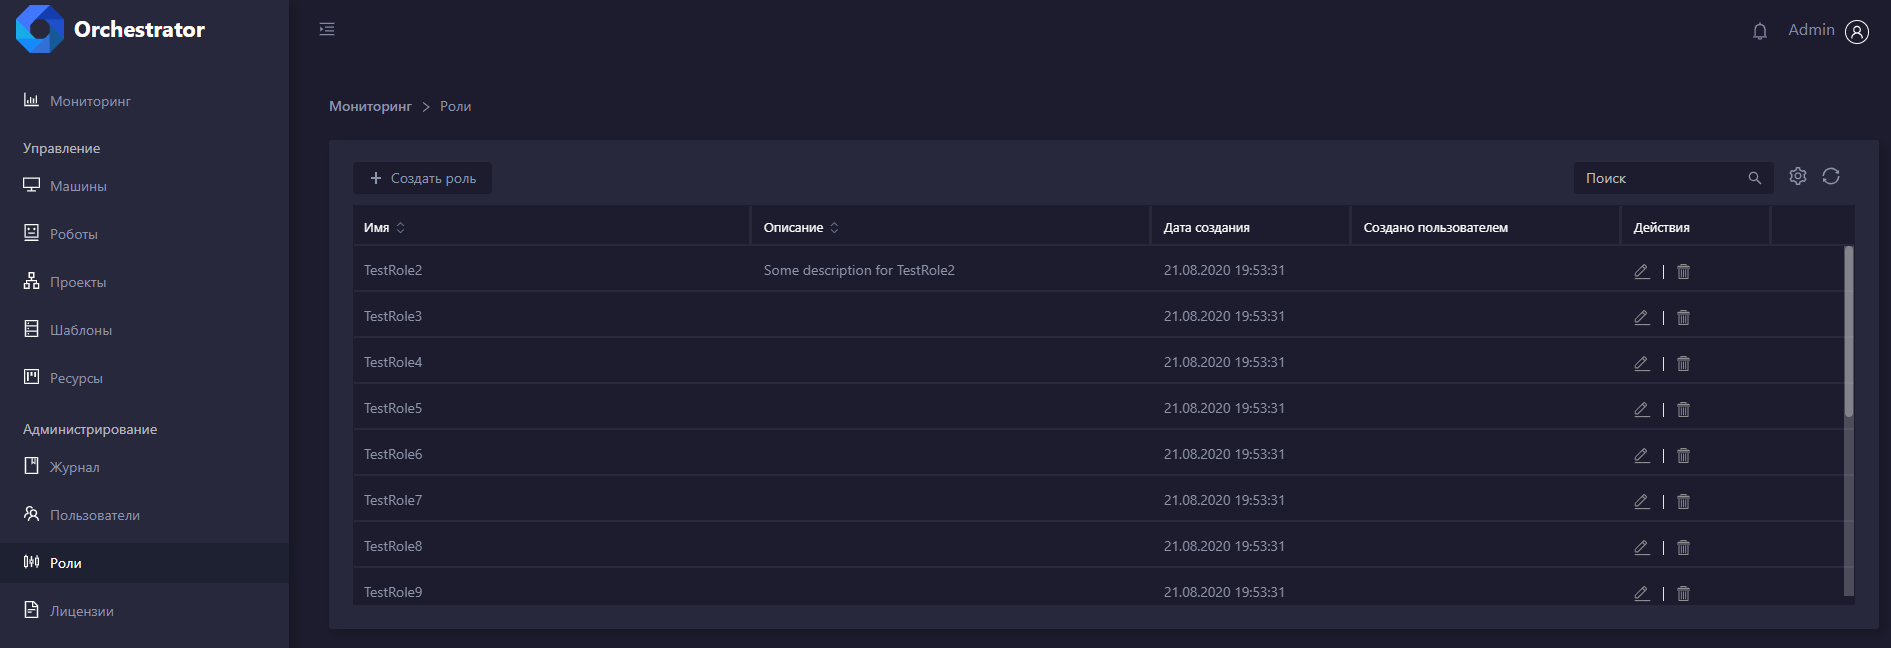 Orchestrator
Admin
Мониторинг
Управление
Машины
Роботы
Проекты
Шаблоны
Ресурсы
Администрирование
Журнал
Пользователи
Роли
Лицензии
Мониторинг > Роли
+ Создать роль
Поиск
Имя Описание Дата создания Создано пользователем Действия
TestRole2 Some description for TestRole2 21.08.2020 19:53:31 |
TestRole3 21.08.2020 19:53:31 |
TestRole4 21.08.2020 19:53:31 |
TestRole5 21.08.2020 19:53:31 |
TestRole6 21.08.2020 19:53:31 |
TestRole7 21.08.2020 19:53:31 |
TestRole8 21.08.2020 19:53:31 |
TestRole9 21.08.2020 19:53:31 |